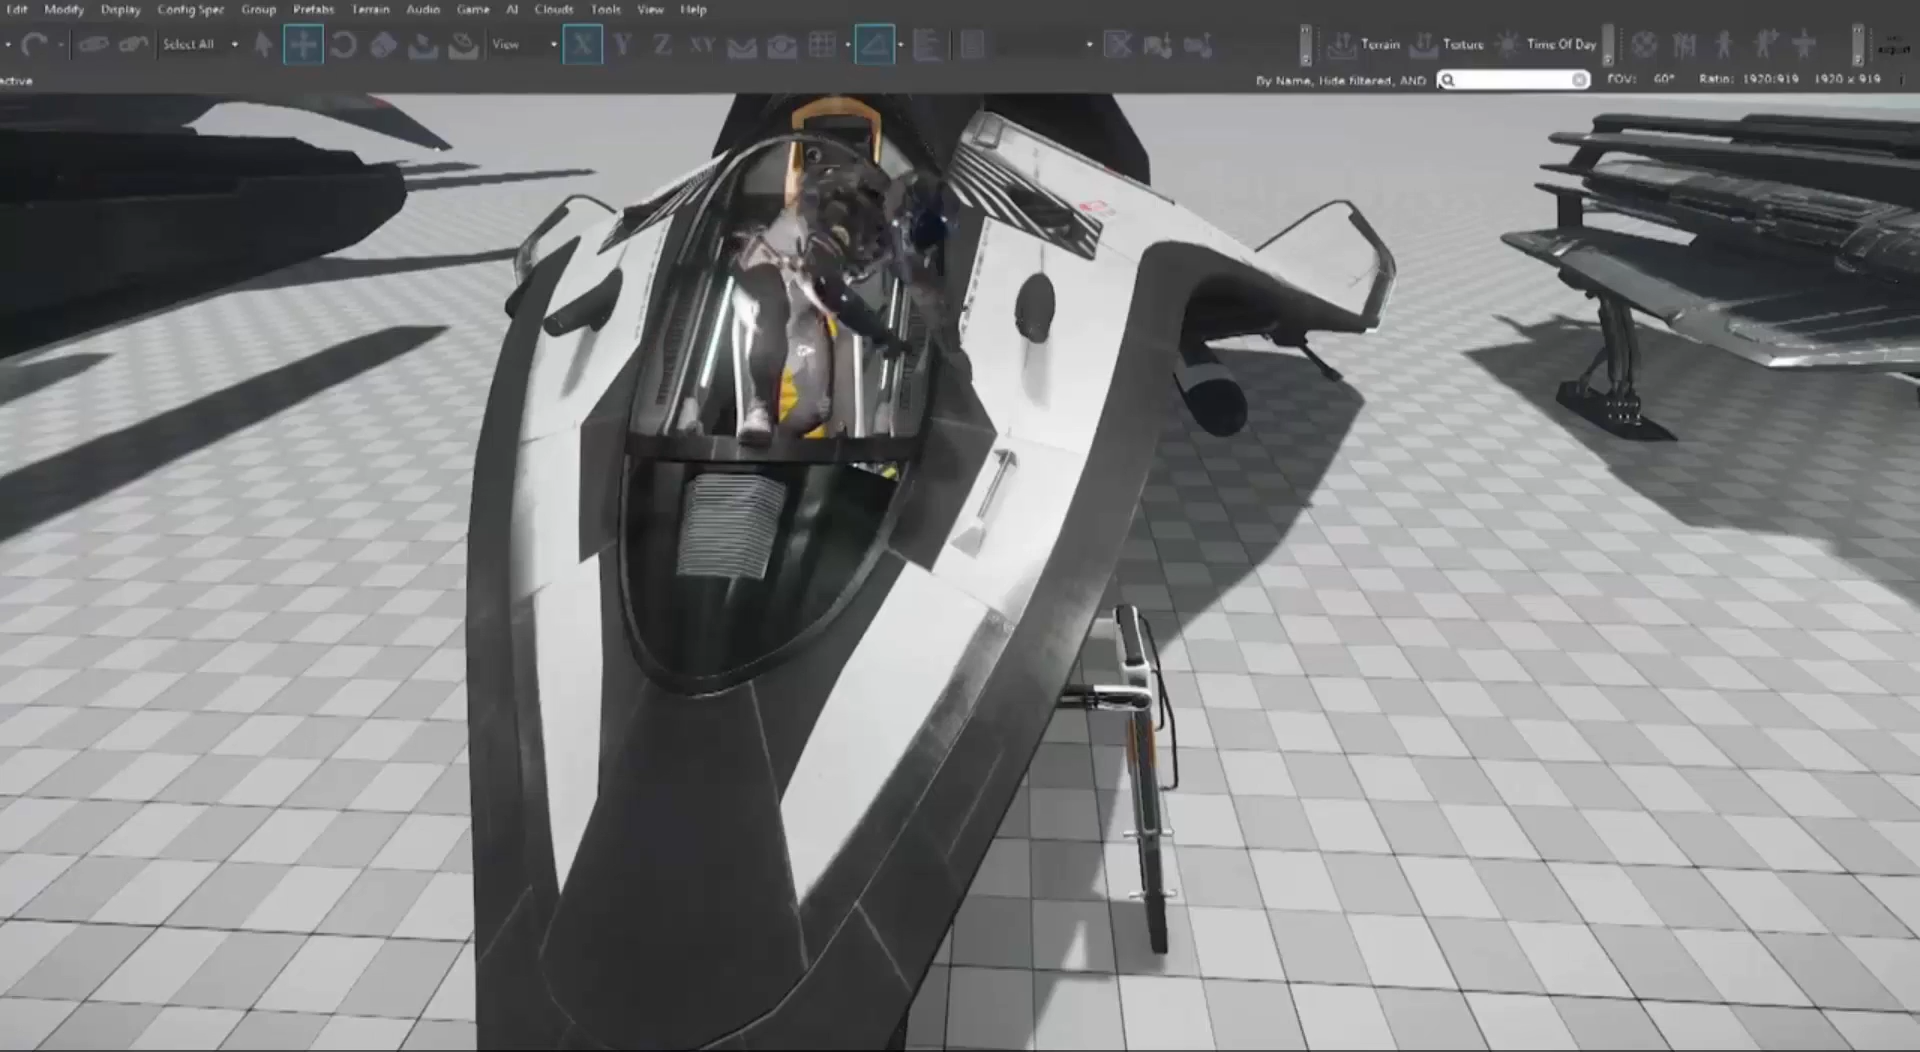 Edit Modify Display Config Spec Group Prefabs Terrain Audio Game AI Clouds Tools View Help
Select All View X Y Z XY Terrain Texture Time Of Day
ective By Name, Hide filtered, AND FOV: 60° Ratio: 1920:919 1920 x 919